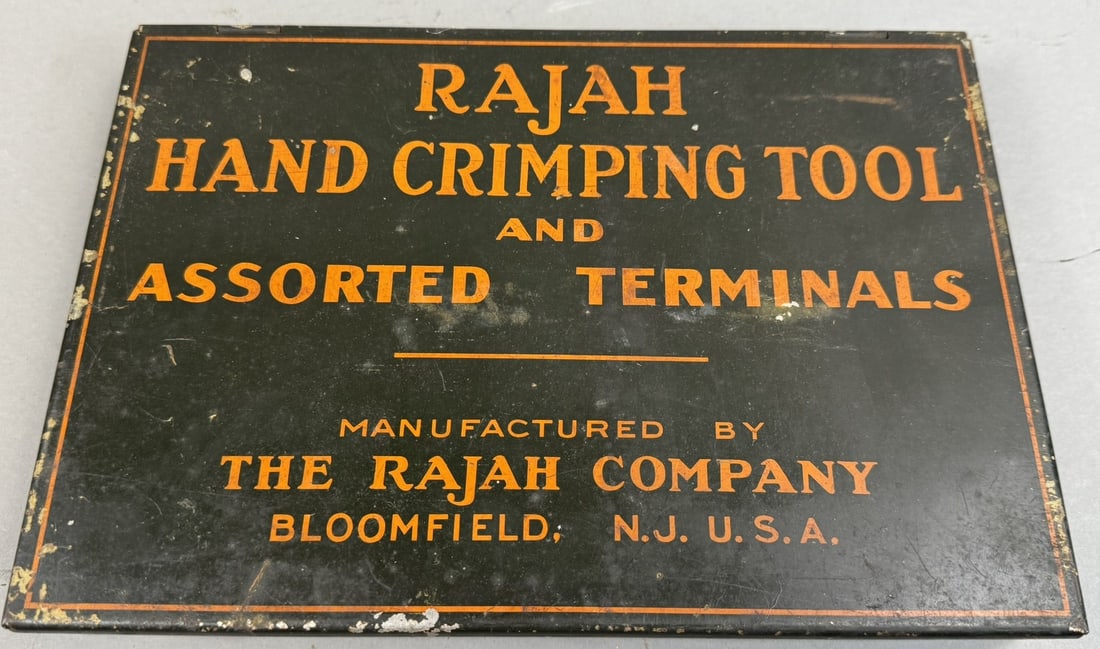 RAJAH
HAND CRIMPING TOOL
AND
ASSORTED TERMINALS
MANUFACTURED BY
THE RAJAH COMPANY
BLOOMFIELD, N.J. U.S.A.